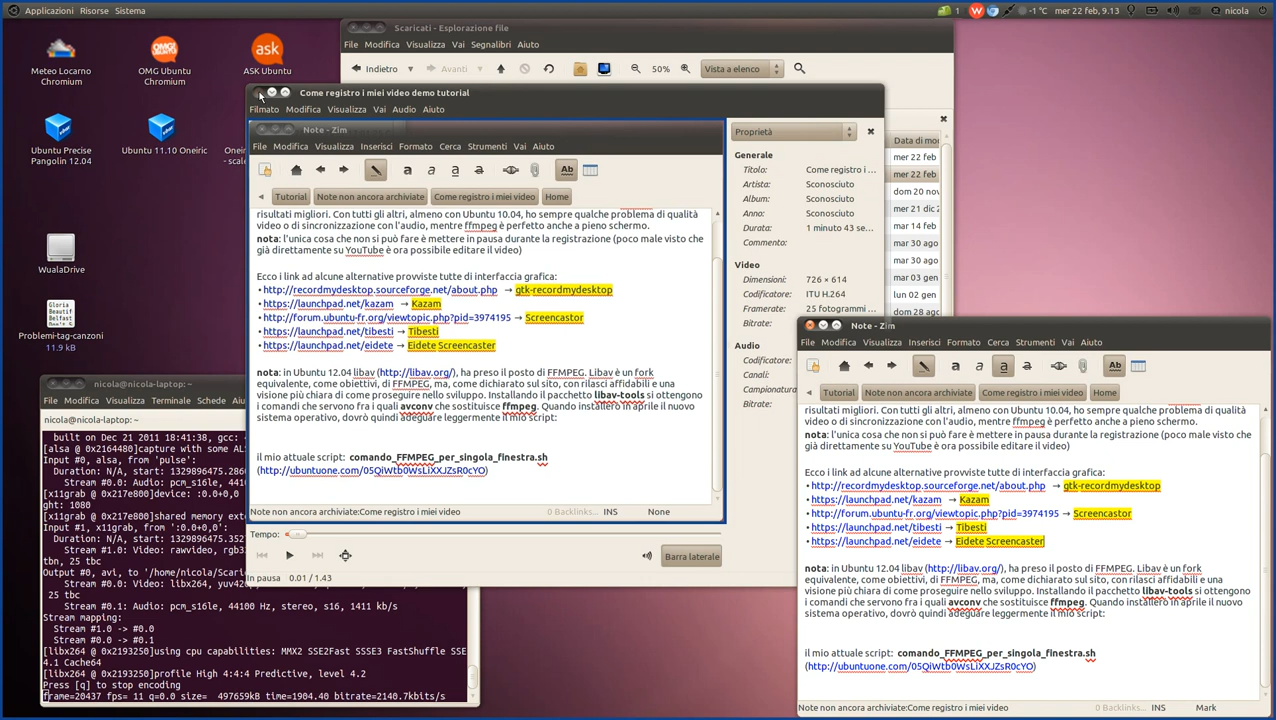 Applicazioni Risorse Sistema
1 W -1 °C mer 22 feb, 9.13 nicola
Meteo Locarno
Chromium
OMG! UBUNTU!
OMG Ubuntu
Chromium
ask
ASK Ubuntu
Ubuntu Precise
Pangolin 12.04
Ubuntu 11.10 Oneiric
Oneiri
- scale
WualaDrive
Gloria
Beautif
Belfast
Problemi-tag-canzoni
11.9 kB
Scaricati - Esplorazione file
File Modifica Visualizza Vai Segnalibri Aiuto
Indietro Avanti 50% Vista a elenco
Data di mo
mer 22 feb
mer 22 feb
dom 20 nov
mer 21 dic 2
mar 14 feb
mar 30 ago
mar 30 ago
mar 03 gen
lun 02 gen
mar 28
Come registro i miei video demo tutorial
Filmato Modifica Visualizza Vai Audio Aiuto
Note - Zim
File Modifica Visualizza Inserisci Formato Cerca Strumenti Vai Aiuto
a a a a Ab
Tutorial Note non ancora archiviate Come registro i miei video Home
risultati migliori. Con tutti gli altri, almeno con Ubuntu 10.04, ho sempre qualche problema di qualità
video o di sincronizzazione con l'audio, mentre ffmpeg è perfetto anche a pieno schermo.
nota: l'unica cosa che non si può fare è mettere in pausa durante la registrazione (poco male visto che
già direttamente su YouTube è ora possibile editare il video)
Ecco i link ad alcune alternative provviste tutte di interfaccia grafica:
•http://recordmydesktop.sourceforge.net/about.php → gtk-recordmydesktop
•https://launchpad.net/kazam → Kazam
•http://forum.ubuntu-fr.org/viewtopic.php?pid=3974195 → Screencastor
•https://launchpad.net/tibesti → Tibesti
•https://launchpad.net/eidete → Eidete Screencaster
nota: in Ubuntu 12.04 libav (http://libav.org/), ha preso il posto di FFMPEG. Libav è un fork
equivalente, come obiettivi, di FFMPEG, ma, come dichiarato sul sito, con rilasci affidabili e una
visione più chiara di come proseguire nello sviluppo. Installando il pacchetto libav-tools si ottengono
i comandi che servono fra i quali avconv che sostituisce ffmpeg. Quando installerò in aprile il nuovo
sistema operativo, dovrò quindi adeguare leggermente il mio script:
il mio attuale script: comando_FFMPEG_per_singola_finestra.sh
(http://ubuntuone.com/05QiWtb0WsLiXXJZsR0cYO)
Note non ancora archiviate:Come registro i miei video 0 Backlinks... INS None
Tempo:
Barra laterale
In pausa 0.01 / 1.43
Proprietà
Generale
Titolo: Come registro i ...
Artista: Sconosciuto
Album: Sconosciuto
Anno: Sconosciuto
Durata: 1 minuto 43 se...
Commento:
Video
Dimensioni: 726 × 614
Codificatore: ITU H.264
Framerate: 25 fotogrammi ...
Bitrate:
Audio
Codificatore:
Canali:
Campionatura
Bitrate:
nicola@nicola-laptop: ~
File Modifica Visualizza Terminale Schede Aiuto
nicola@nicola-laptop: ~
built on Dec 21 2011 18:41:38, gcc: 4
[alsa @ 0x2164480]capture with some ALS
Input #0, alsa, from 'pulse':
Duration: N/A, start: 1329896475.286
Stream #0.0: Audio: pcm_s16le, 44100
[x11grab @ 0x217e800]device: :0.0+0,0
ght: 1080
[x11grab @ 0x217e800]shared memory exte
Input #1, x11grab, from ':0.0+0,0':
Duration: N/A, start: 1329896475.352
Stream #1.0: Video: rawvideo, rgb32
tbn, 25 tbc
Output #0, avi, to '/home/nicola/Scaric
Stream #0.0: Video: libx264, yuv420
25 tbc
Stream #0.1: Audio: pcm_s16le, 44100 Hz, stereo, s16, 1411 kb/s
Stream mapping:
Stream #1.0 -> #0.0
Stream #0.0 -> #0.1
[libx264 @ 0x2193250]using cpu capabilities: MMX2 SSE2Fast SSSE3 FastShuffle SSE
4.1 Cache64
[libx264 @ 0x2193250]profile High 4:4:4 Predictive, level 4.2
Press [q] to stop encoding
frame=20437 fps= 11 q=0.0 size= 497659kB time=1904.40 bitrate=2140.7kbits/s
Note - Zim
File Modifica Visualizza Inserisci Formato Cerca Strumenti Vai Aiuto
a a a a Ab
Tutorial Note non ancora archiviate Come registro i miei video Home
risultati migliori. Con tutti gli altri, almeno con Ubuntu 10.04, ho sempre qualche problema di qualità
video o di sincronizzazione con l'audio, mentre ffmpeg è perfetto anche a pieno schermo.
nota: l'unica cosa che non si può fare è mettere in pausa durante la registrazione (poco male visto che
già direttamente su YouTube è ora possibile editare il video)
Ecco i link ad alcune alternative provviste tutte di interfaccia grafica:
•http://recordmydesktop.sourceforge.net/about.php → gtk-recordmydesktop
•https://launchpad.net/kazam → Kazam
•http://forum.ubuntu-fr.org/viewtopic.php?pid=3974195 → Screencastor
•https://launchpad.net/tibesti → Tibesti
•https://launchpad.net/eidete → Eidete Screencaster
nota: in Ubuntu 12.04 libav (http://libav.org/), ha preso il posto di FFMPEG. Libav è un fork
equivalente, come obiettivi, di FFMPEG, ma, come dichiarato sul sito, con rilasci affidabili e una
visione più chiara di come proseguire nello sviluppo. Installando il pacchetto libav-tools si ottengono
i comandi che servono fra i quali avconv che sostituisce ffmpeg. Quando installerò in aprile il nuovo
sistema operativo, dovrò quindi adeguare leggermente il mio script:
il mio attuale script: comando_FFMPEG_per_singola_finestra.sh
(http://ubuntuone.com/05QiWtb0WsLiXXJZsR0cYO)
Note non ancora archiviate:Come registro i miei video 0 Backlinks... INS Mark